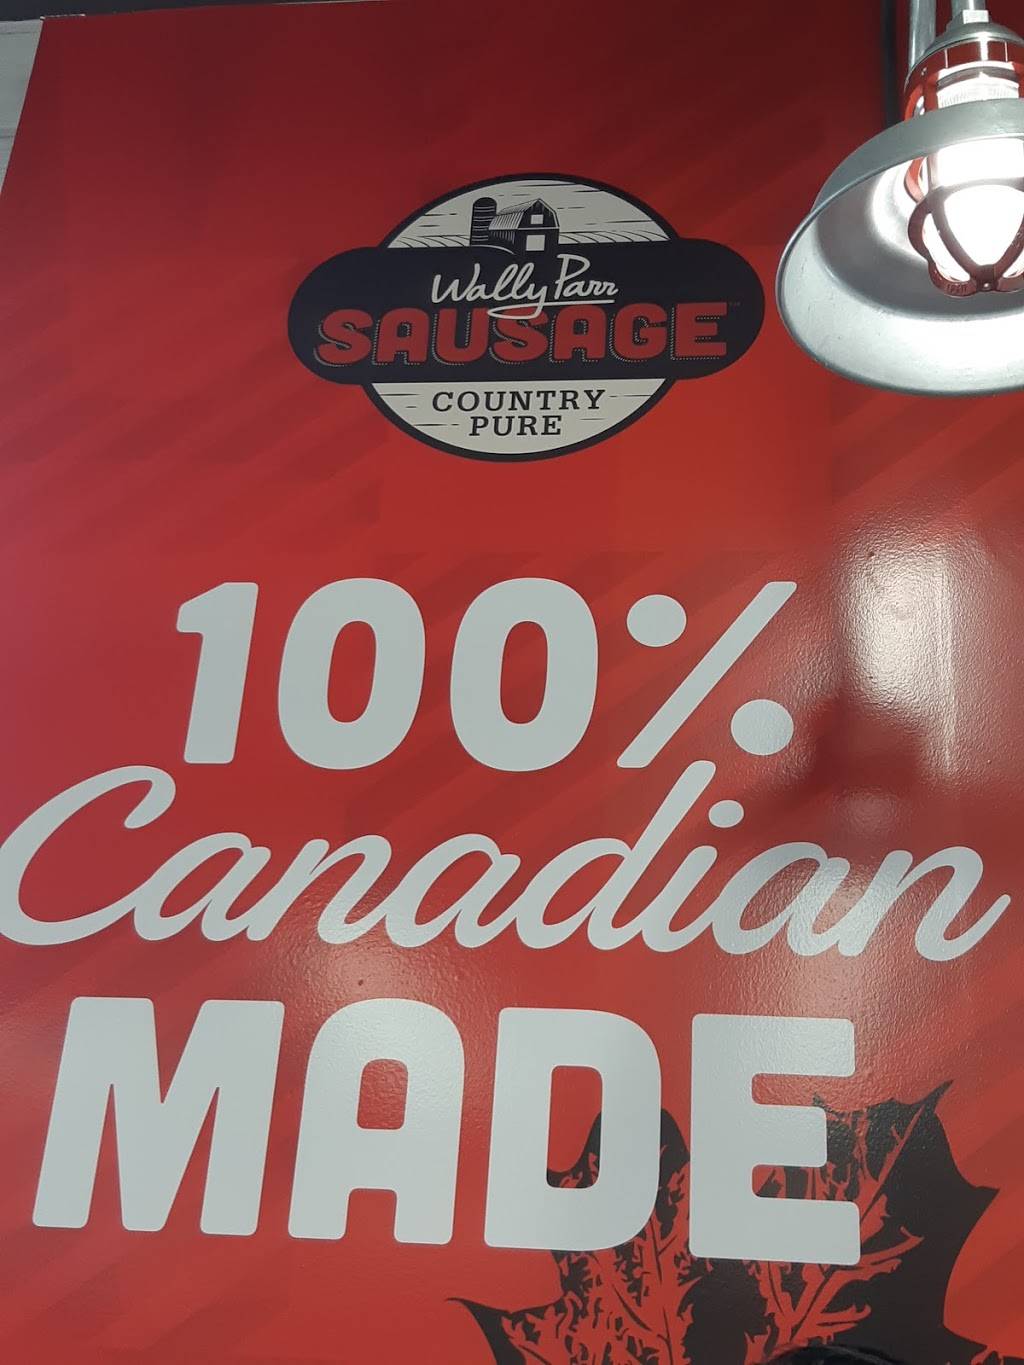 Wally Parr
SAUSAGE
COUNTRY
PURE
100%
Canadian
MADE